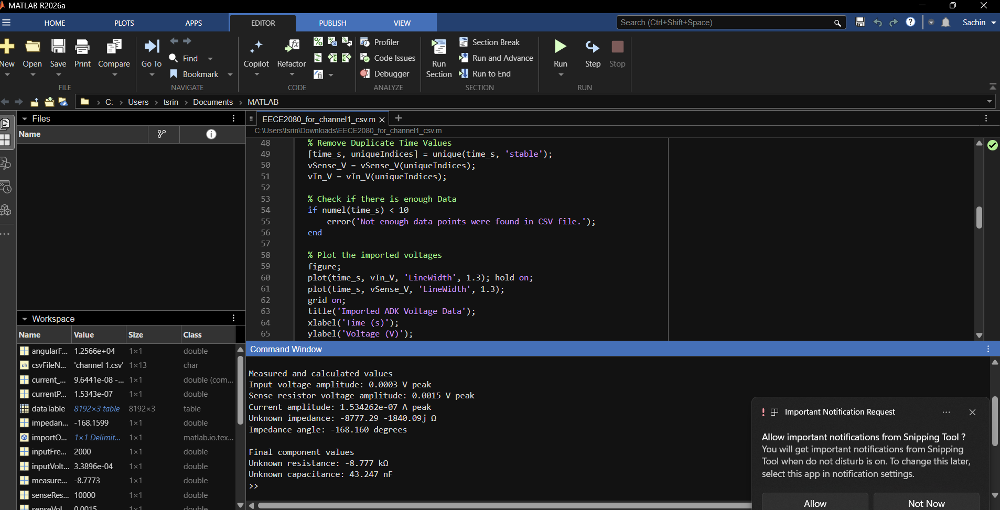 MATLAB R2026a
HOME PLOTS APPS EDITOR PUBLISH VIEW Search (Ctrl+Shift+Space) Sachin
New Open Save Print Compare Go To Find Bookmark Copilot Refactor Profiler Code Issues Debugger Run Section Section Break Run and Advance Run to End Run Step Stop
FILE NAVIGATE CODE ANALYZE SECTION RUN
C: › Users › tsrin › Documents › MATLAB
Files
Name
EECE2080_for_channel1_csv.m
C:\Users\tsrin\Downloads\EECE2080_for_channel1_csv.m
48 % Remove Duplicate Time Values
49 [time_s, uniqueIndices] = unique(time_s, 'stable');
50 vSense_V = vSense_V(uniqueIndices);
51 vIn_V = vIn_V(uniqueIndices);
52
53 % Check if there is enough Data
54 if numel(time_s) < 10
55 error('Not enough data points were found in CSV file.');
56 end
57
58 % Plot the imported voltages
59 figure;
60 plot(time_s, vIn_V, 'LineWidth', 1.3); hold on;
61 plot(time_s, vSense_V, 'LineWidth', 1.3);
62 grid on;
63 title('Imported ADK Voltage Data');
64 xlabel('Time (s)');
65 ylabel('Voltage (V)');
Workspace
Name Value Size Class
angularF... 1.2566e+04 1×1 double
csvFileN... 'channel 1.csv' 1×13 char
current_... 9.6441e-08 -... 1×1 double (com...
currentP... 1.5343e-07 1×1 double
dataTable 8192×3 table 8192×3 table
impedan... -168.1599 1×1 double
importO... 1×1 Delimit... 1×1 matlab.io.tex...
inputFre... 2000 1×1 double
inputVolt... 3.3896e-04 1×1 double
measure... -8.7773 1×1 double
senseRes... 10000 1×1 double
senseVol... 0.0015 1×1 double
Command Window
Measured and calculated values
Input voltage amplitude: 0.0003 V peak
Sense resistor voltage amplitude: 0.0015 V peak
Current amplitude: 1.534262e-07 A peak
Unknown impedance: -8777.29 -1840.09j Ω
Impedance angle: -168.160 degrees
Final component values
Unknown resistance: -8.777 kΩ
Unknown capacitance: 43.247 nF
>>
Important Notification Request
Allow important notifications from Snipping Tool ?
You will get important notifications from Snipping
Tool when do not disturb is on. To change this later,
select this app in notification settings.
Allow Not Now